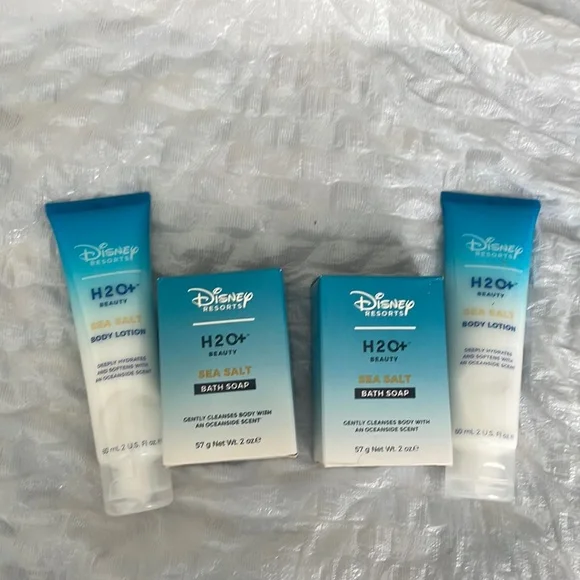 Disney
RESORTS
H2O+
BEAUTY
SEA SALT
BODY LOTION
DEEPLY HYDRATES
AND SOFTENS WITH
AN OCEANSIDE SCENT
60 mL 2 U.S. Fl oz.℮
Disney
RESORTS
H2O+
BEAUTY
SEA SALT
BATH SOAP
GENTLY CLEANSES BODY WITH
AN OCEANSIDE SCENT
57 g Net Wt. 2 oz.℮
Disney
RESORTS
H2O+
BEAUTY
SEA SALT
BATH SOAP
GENTLY CLEANSES BODY WITH
AN OCEANSIDE SCENT
57 g Net Wt. 2 oz.℮
Disney
RESORTS
H2O+
BEAUTY
SEA SALT
BODY LOTION
DEEPLY HYDRATES
AND SOFTENS WITH
AN OCEANSIDE SCENT
60 mL 2 U.S. Fl oz.℮